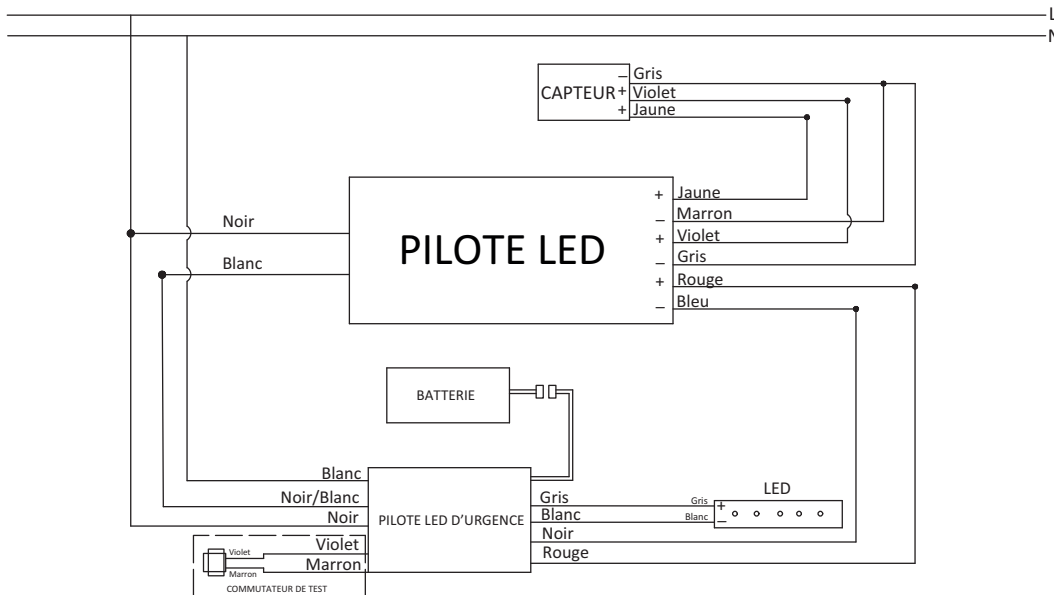 L
N
– Gris
CAPTEUR + Violet
+ Jaune
+ Jaune
– Marron
Noir
+ Violet
PILOTE LED
– Gris
Blanc
+ Rouge
– Bleu
BATTERIE
Blanc
Noir/Blanc
Noir
PILOTE LED D'URGENCE
Gris
Blanc
Noir
Rouge
Gris
Blanc
LED
+
–
Violet
Marron
Violet
Marron
COMMUTATEUR DE TEST